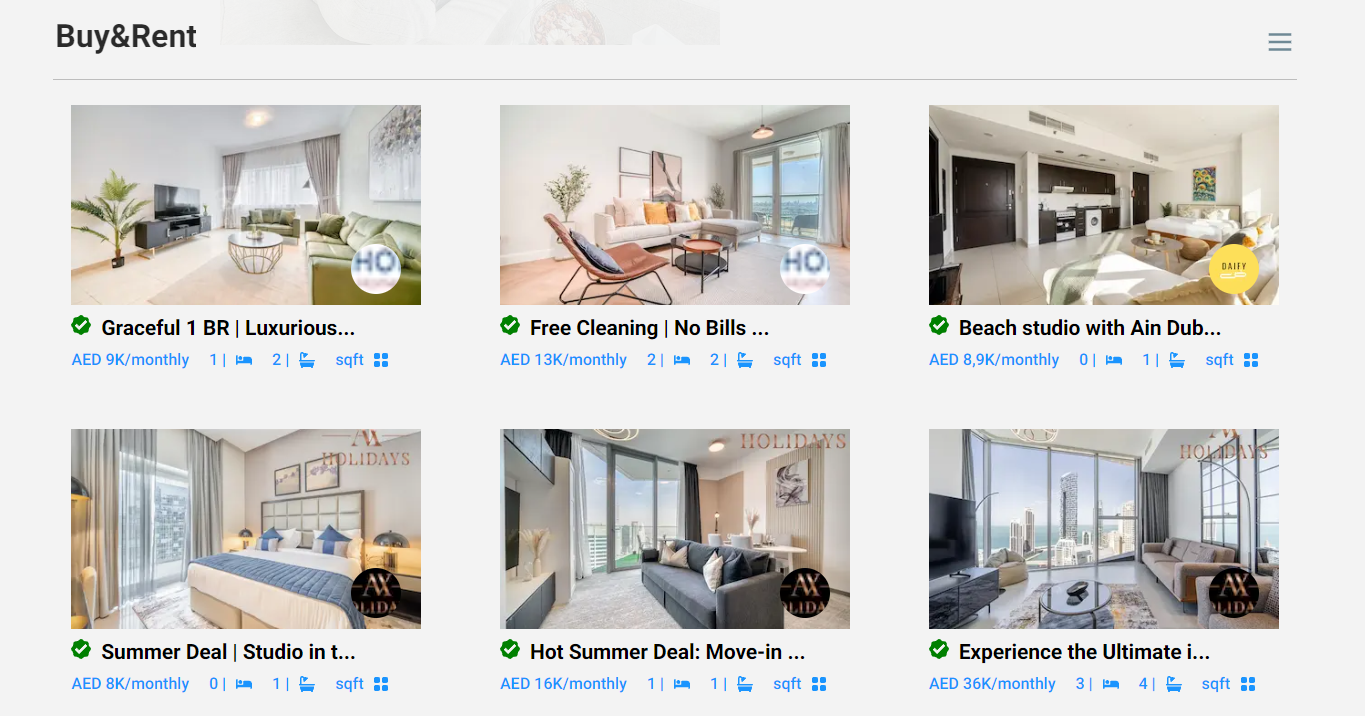 Buy&Rent
HO
HO
DAIFY
Graceful 1 BR | Luxurious...
Free Cleaning | No Bills ...
Beach studio with Ain Dub...
AED 9K/monthly 1 | 2 | sqft
AED 13K/monthly 2 | 2 | sqft
AED 8,9K/monthly 0 | 1 | sqft
HOLIDAYS
HOLIDAYS
HOLIDAYS
Summer Deal | Studio in t...
Hot Summer Deal: Move-in ...
Experience the Ultimate i...
AED 8K/monthly 0 | 1 | sqft
AED 16K/monthly 1 | 1 | sqft
AED 36K/monthly 3 | 4 | sqft